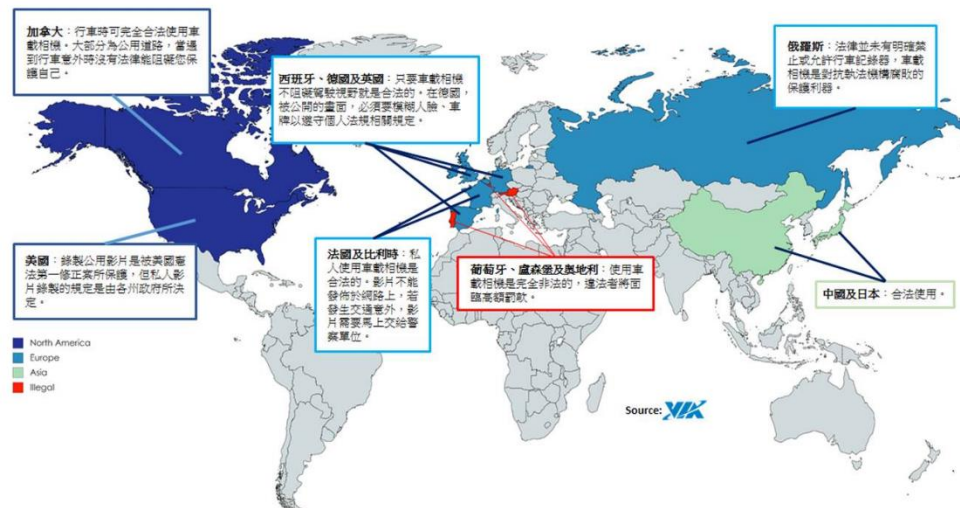 加拿大：行車時可完全合法使用車
載相機。大部分為公用道路，當遇
到行車意外時沒有法律能阻礙您保
護自己。
西班牙、德國及英國：只要車載相機
不阻礙駕駛視野就是合法的。在德國，
被公開的畫面，必須要模糊人臉、車
牌以遵守個人法規相關規定。
俄羅斯：法律並未有明確禁
止或允許行車記錄器，車載
相機是對抗執法機構腐敗的
保護利器。
美國：錄製公用影片是被美國憲
法第一修正案所保護，但私人影
片錄製的規定是由各州政府所決
定。
法國及比利時：私
人使用車載相機是
合法的。影片不能
發佈於網路上，若
發生交通意外，影
片需要馬上交給警
察單位。
葡萄牙、盧森堡及奧地利：使用車
載相機是完全非法的，違法者將面
臨高額罰款。
中國及日本：合法使用。
North America
Europe
Asia
Illegal
Source: VIA